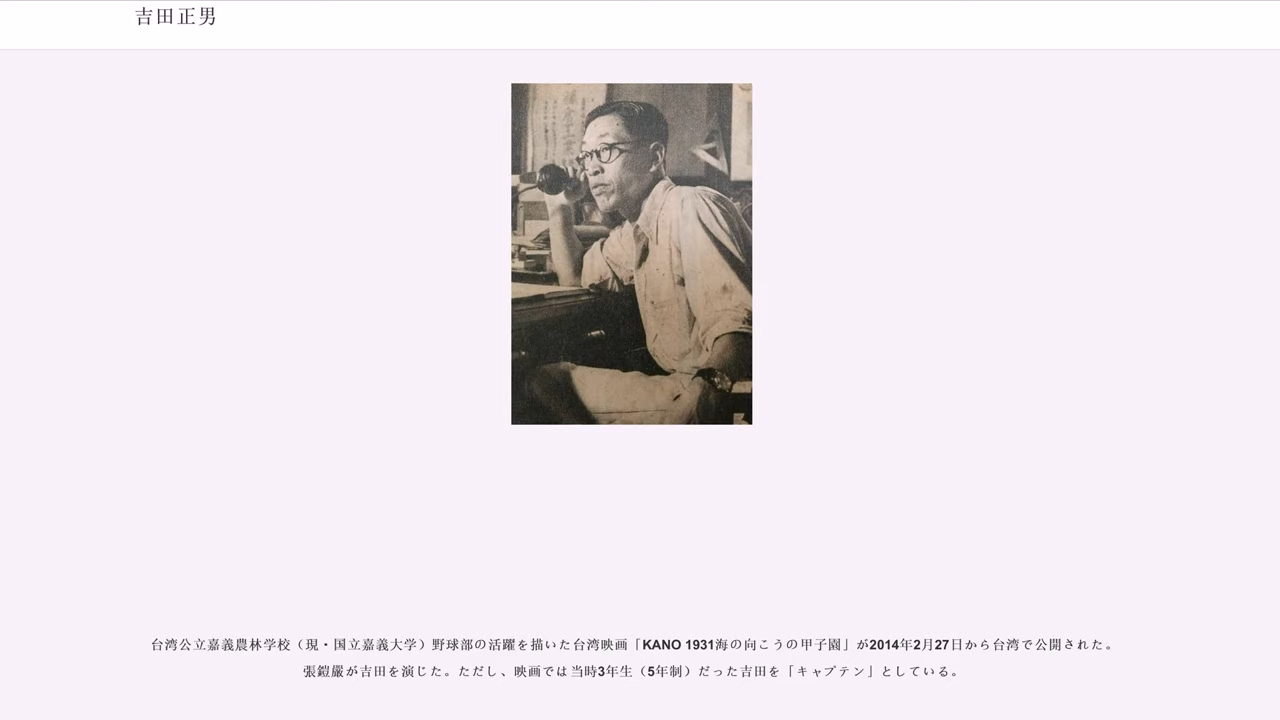 吉田正男
台湾公立嘉義農林学校（現・国立嘉義大学）野球部の活躍を描いた台湾映画「KANO 1931海の向こうの甲子園」が2014年2月27日から台湾で公開された。
張鎧嚴が吉田を演じた。ただし、映画では当時3年生（5年制）だった吉田を「キャプテン」としている。